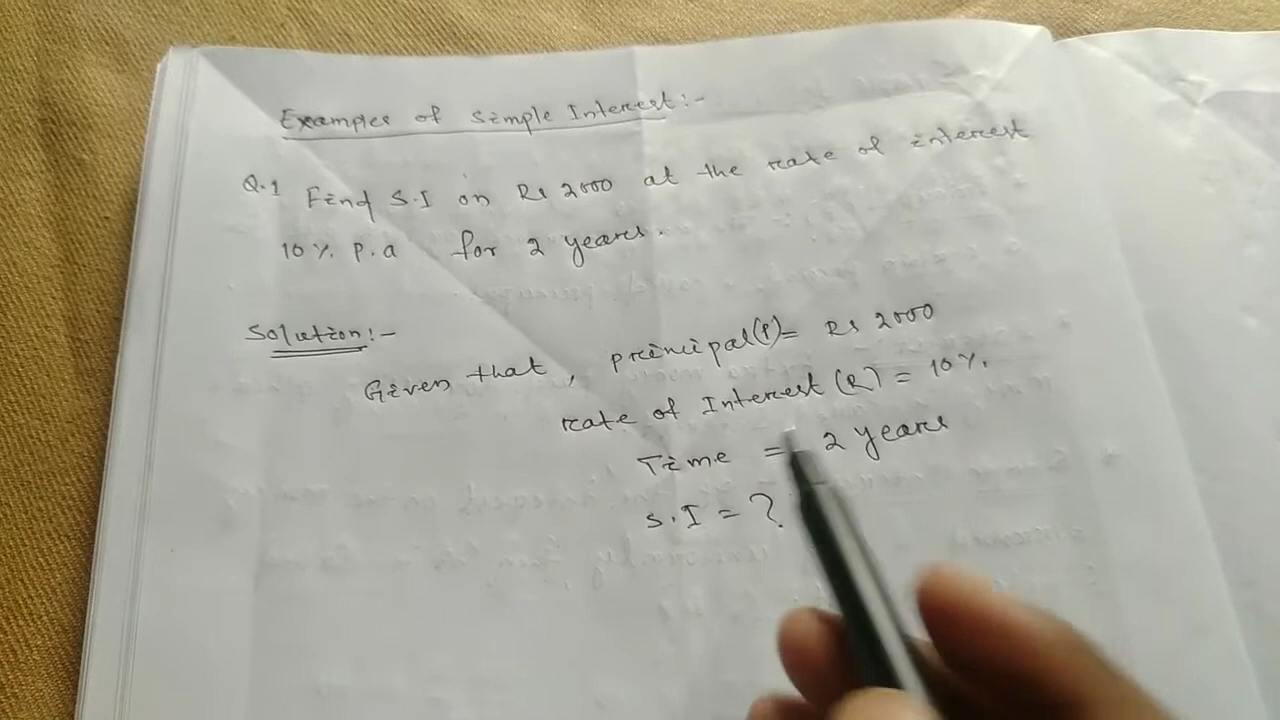 Examples of Simple Interest:-
Q.1 Find S.I on Rs 2000 at the rate of interest
10% P.a for 2 years.
Solution:-
Given that, principal(P)= Rs 2000
rate of Interest (R) = 10%.
Time = 2 years
S.I = ?